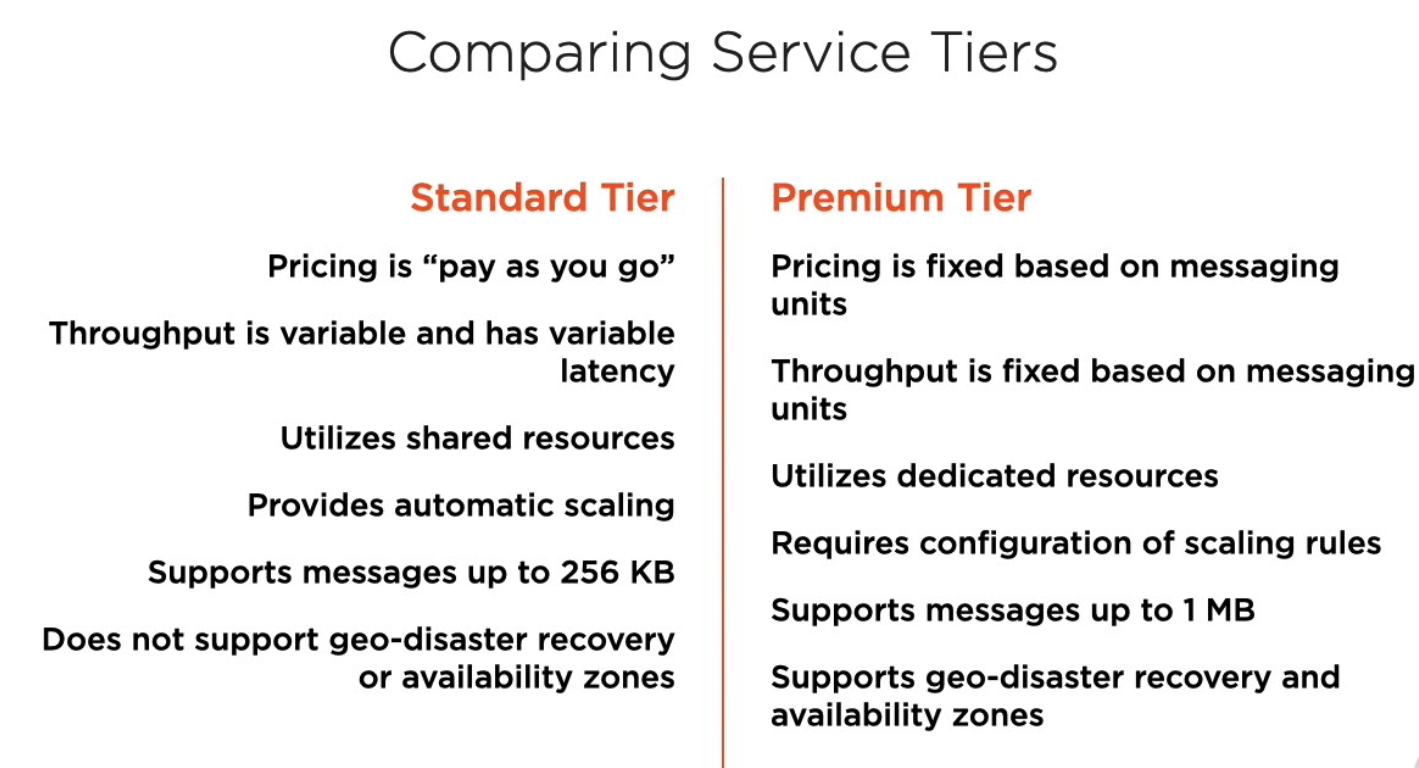 Comparing Service Tiers
Standard Tier
Pricing is “pay as you go”
Throughput is variable and has variable
latency
Utilizes shared resources
Provides automatic scaling
Supports messages up to 256 KB
Does not support geo-disaster recovery
or availability zones
Premium Tier
Pricing is fixed based on messaging
units
Throughput is fixed based on messaging
units
Utilizes dedicated resources
Requires configuration of scaling rules
Supports messages up to 1 MB
Supports geo-disaster recovery and
availability zones